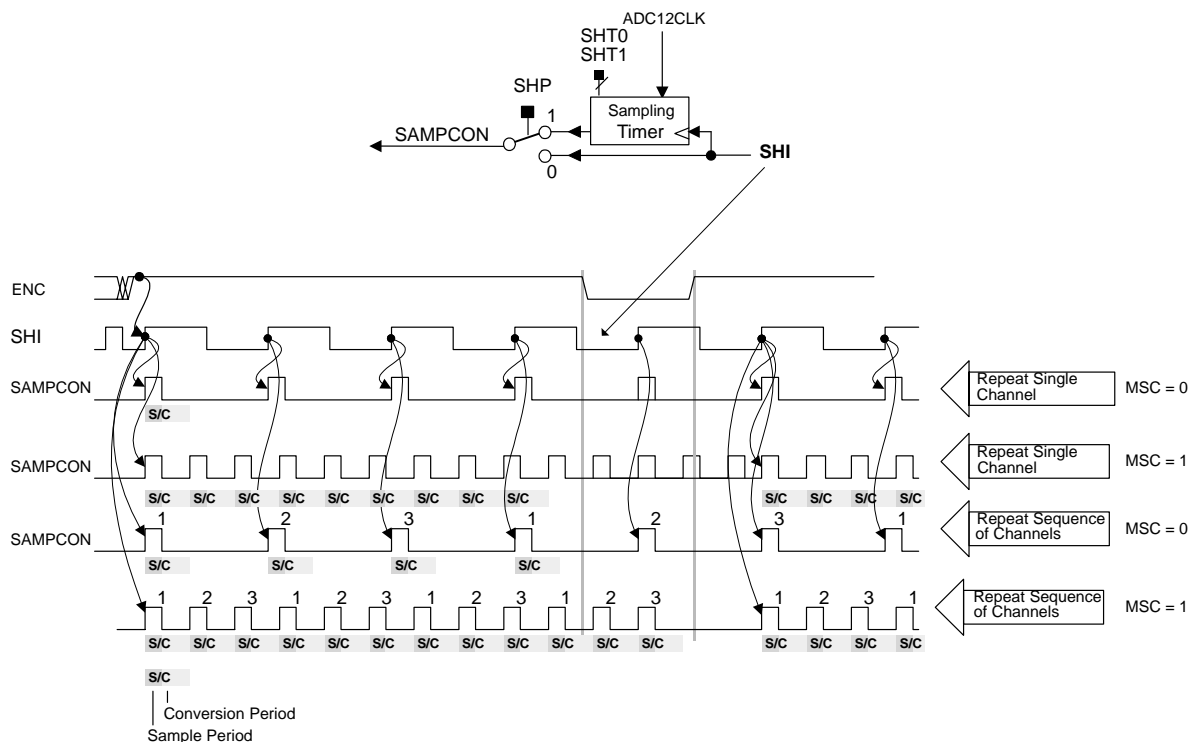 ADC12CLK
SHT0
SHT1
SHP
1
Sampling
Timer
SAMPCON
0
SHI
ENC
SHI
SAMPCON
S/C
Repeat Single
Channel
MSC = 0
SAMPCON
S/C S/C S/C S/C S/C S/C S/C S/C S/C S/C S/C S/C S/C
Repeat Single
Channel
MSC = 1
1 2 3 1 2 3 1
SAMPCON
S/C S/C S/C S/C
Repeat Sequence
of Channels
MSC = 0
1 2 3 1 2 3 1 2 3 1 2 3 1 2 3 1
S/C S/C S/C S/C S/C S/C S/C S/C S/C S/C S/C S/C S/C S/C S/C S/C
Repeat Sequence
of Channels
MSC = 1
S/C
Conversion Period
Sample Period